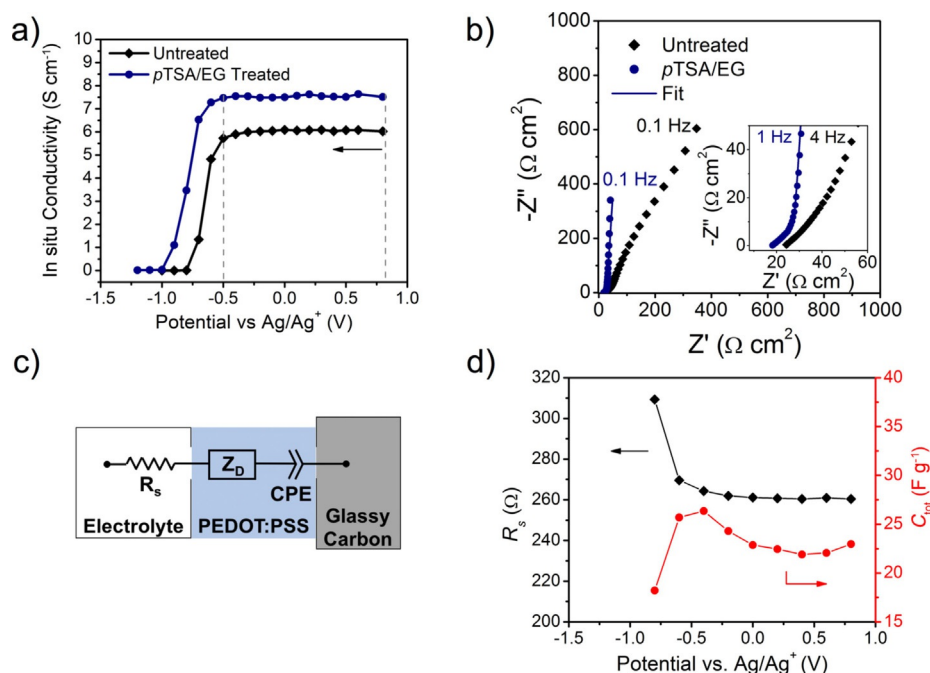 a)
In situ Conductivity (S cm⁻¹)
8
7
6
5
4
3
2
1
0
Untreated
pTSA/EG Treated
-1.5 -1.0 -0.5 0.0 0.5 1.0
Potential vs Ag/Ag⁺ (V)
b)
-Z" (Ω cm²)
1000
800
600
400
200
0
Untreated
pTSA/EG
Fit
0.1 Hz
0.1 Hz
-Z" (Ω cm²)
40
20
0
1 Hz 4 Hz
20 40 60
Z' (Ω cm²)
0 200 400 600 800 1000
Z' (Ω cm²)
c)
Rs
ZD
CPE
Electrolyte
PEDOT:PSS
Glassy
Carbon
d)
Rs (Ω)
320
300
280
260
240
220
200
40
35
30
25
20
15
10
Ctot (F g⁻¹)
-1.5 -1.0 -0.5 0.0 0.5 1.0
Potential vs. Ag/Ag⁺ (V)